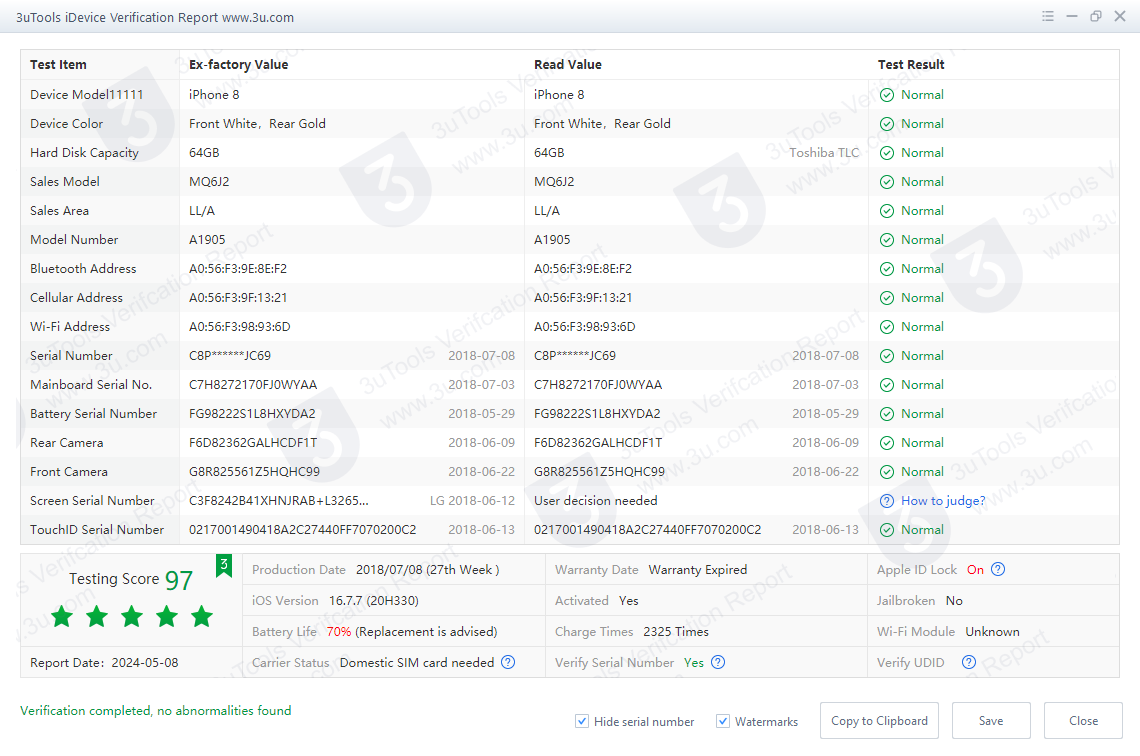 3uTools iDevice Verification Report www.3u.com
Test Item Ex-factory Value Read Value Test Result
Device Model11111 iPhone 8 iPhone 8 Normal
Device Color Front White, Rear Gold Front White, Rear Gold Normal
Hard Disk Capacity 64GB 64GB Toshiba TLC Normal
Sales Model MQ6J2 MQ6J2 Normal
Sales Area LL/A LL/A Normal
Model Number A1905 A1905 Normal
Bluetooth Address A0:56:F3:9E:8E:F2 A0:56:F3:9E:8E:F2 Normal
Cellular Address A0:56:F3:9F:13:21 A0:56:F3:9F:13:21 Normal
Wi-Fi Address A0:56:F3:98:93:6D A0:56:F3:98:93:6D Normal
Serial Number C8P******JC69 2018-07-08 C8P******JC69 2018-07-08 Normal
Mainboard Serial No. C7H8272170FJ0WYAA 2018-07-03 C7H8272170FJ0WYAA 2018-07-03 Normal
Battery Serial Number FG98222S1L8HXYDA2 2018-05-29 FG98222S1L8HXYDA2 2018-05-29 Normal
Rear Camera F6D82362GALHCDF1T 2018-06-09 F6D82362GALHCDF1T 2018-06-09 Normal
Front Camera G8R825561Z5HQHC99 2018-06-22 G8R825561Z5HQHC99 2018-06-22 Normal
Screen Serial Number C3F8242B41XHNJRAB+L3265... LG 2018-06-12 User decision needed How to judge?
TouchID Serial Number 0217001490418A2C27440FF7070200C2 2018-06-13 0217001490418A2C27440FF7070200C2 2018-06-13 Normal
Testing Score 97 3
Production Date 2018/07/08 (27th Week ) Warranty Date Warranty Expired Apple ID Lock On
iOS Version 16.7.7 (20H330) Activated Yes Jailbroken No
Battery Life 70% (Replacement is advised) Charge Times 2325 Times Wi-Fi Module Unknown
Report Date: 2024-05-08 Carrier Status Domestic SIM card needed Verify Serial Number Yes Verify UDID
Verification completed, no abnormalities found
Hide serial number Watermarks Copy to Clipboard Save Close
3uTools Verifcation Report
www.3u.com